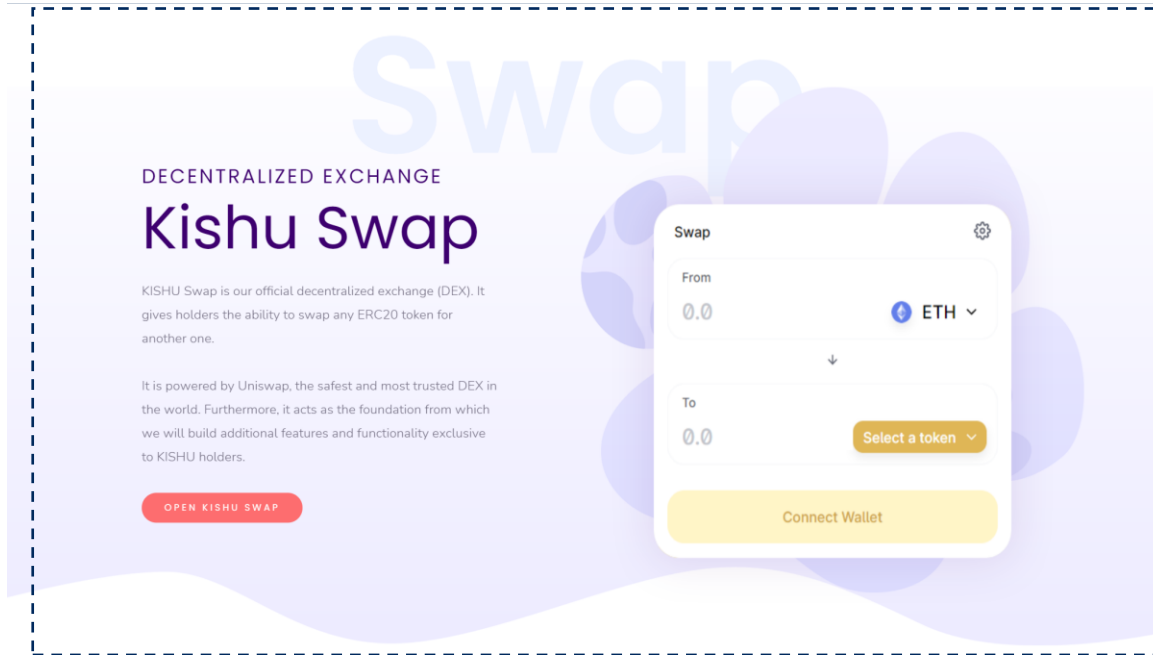 Swap
DECENTRALIZED EXCHANGE
Kishu Swap
KISHU Swap is our official decentralized exchange (DEX). It
gives holders the ability to swap any ERC20 token for
another one.
It is powered by Uniswap, the safest and most trusted DEX in
the world. Furthermore, it acts as the foundation from which
we will build additional features and functionality exclusive
to KISHU holders.
OPEN KISHU SWAP
Swap
From
0.0
ETH
To
0.0
Select a token
Connect Wallet